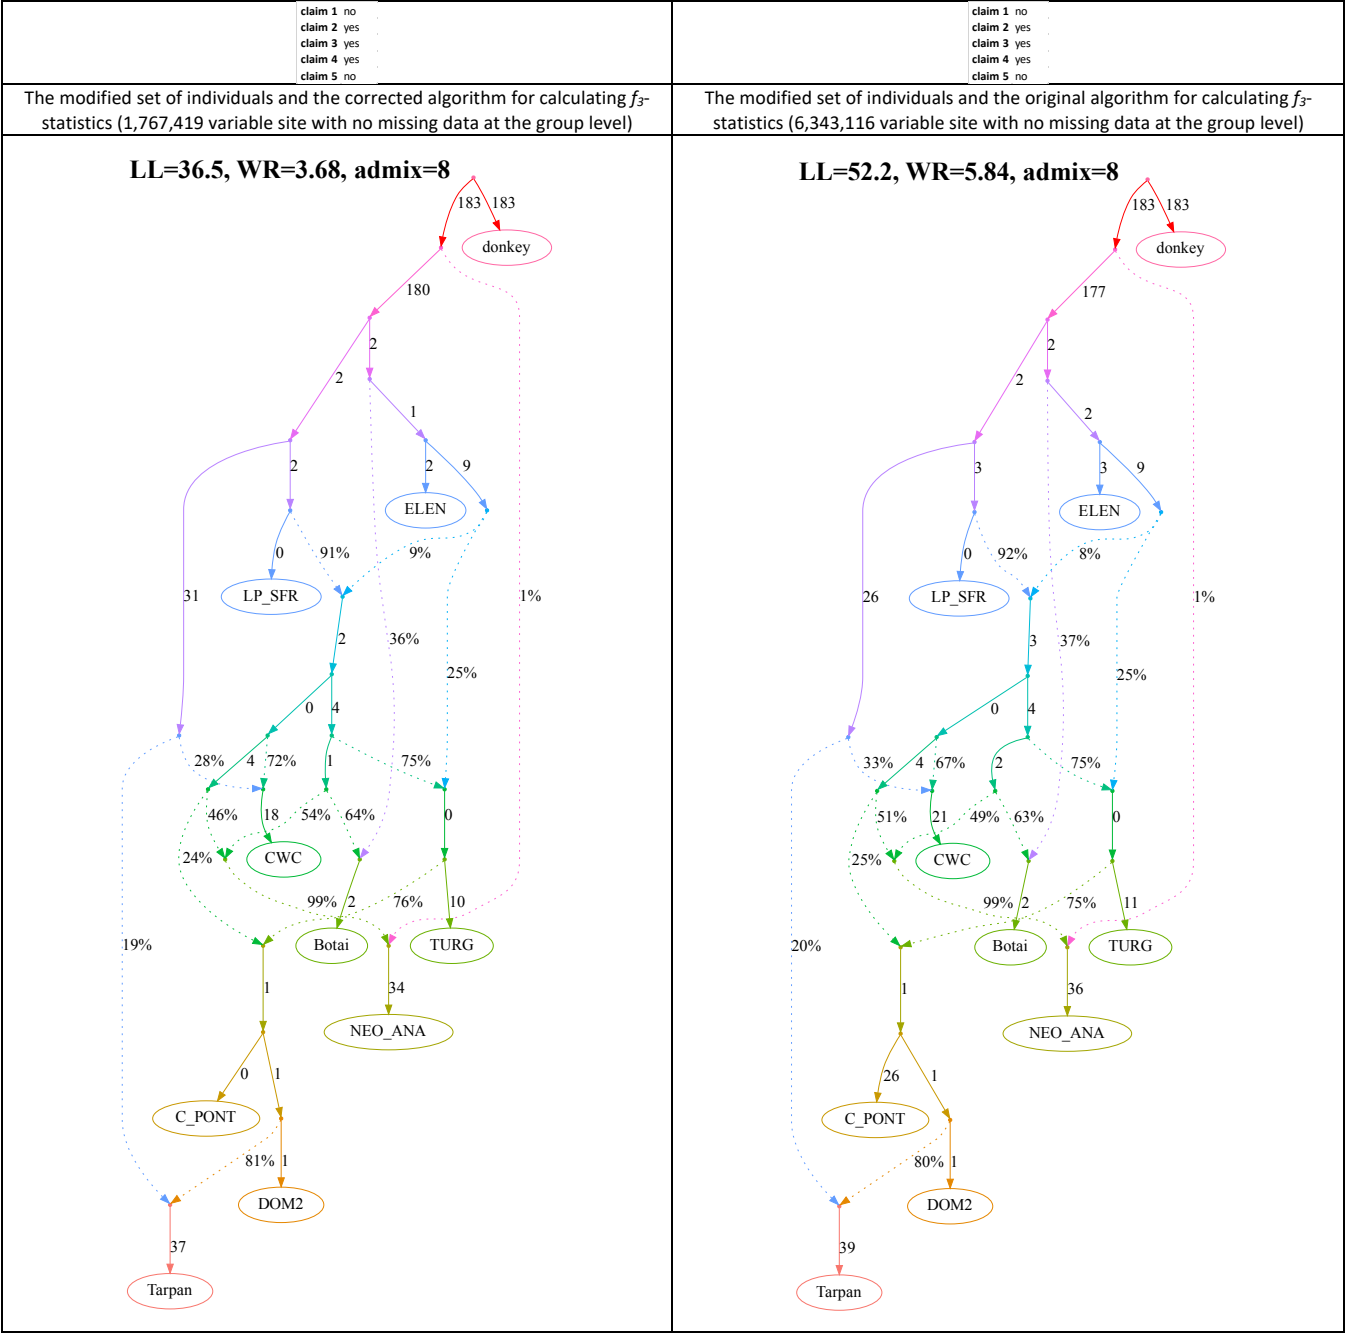 claim 1 no
claim 2 yes
claim 3 yes
claim 4 yes
claim 5 no
claim 1 no
claim 2 yes
claim 3 yes
claim 4 yes
claim 5 no
The modified set of individuals and the corrected algorithm for calculating f3-
statistics (1,767,419 variable site with no missing data at the group level)
The modified set of individuals and the original algorithm for calculating f3-
statistics (6,343,116 variable site with no missing data at the group level)
LL=36.5, WR=3.68, admix=8
183 183
donkey
180
2
2
1
2
2 9
ELEN
0 91% 9%
LP_SFR
31
1%
2
36%
25%
0 4
28% 4 72% 1 75%
46% 18 54% 64% 0
24%
CWC
99% 2 76% 10
19%
Botai
TURG
1
34
NEO_ANA
0 1
C_PONT
81% 1
DOM2
37
Tarpan
LL=52.2, WR=5.84, admix=8
183 183
donkey
177
2
2
2
3
3 9
ELEN
0 92% 8%
LP_SFR
26
1%
3
37%
25%
0 4
33% 4 67% 2 75%
51% 21 49% 63% 0
25%
CWC
99% 2 75% 11
20%
Botai
TURG
1
36
NEO_ANA
26 1
C_PONT
80% 1
DOM2
39
Tarpan